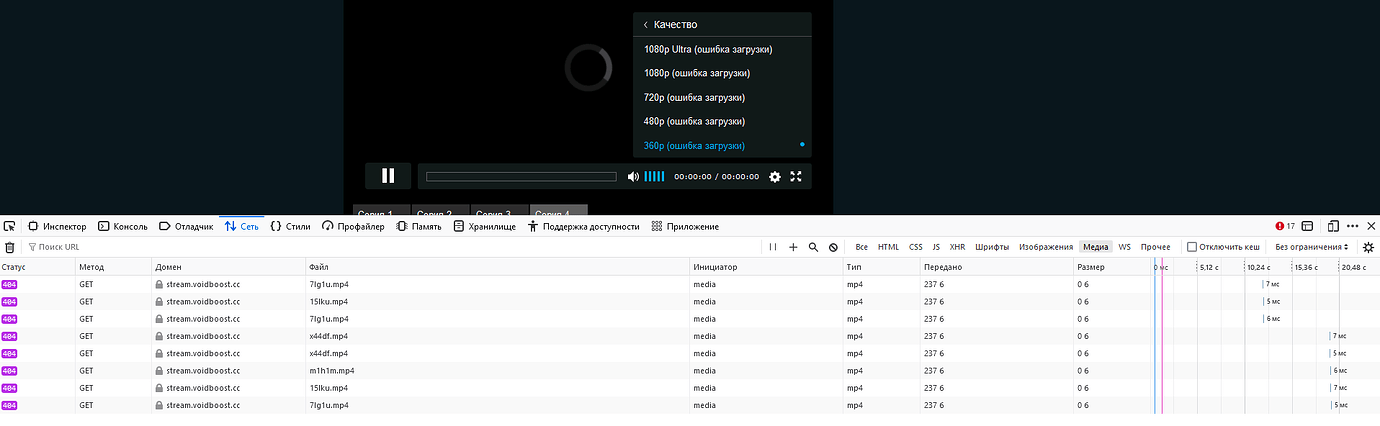 Качество
1080p Ultra (ошибка загрузки)
1080p (ошибка загрузки)
720p (ошибка загрузки)
480p (ошибка загрузки)
360p (ошибка загрузки)
00:00:00 / 00:00:00
Серия 1 Серия 2 Серия 3 Серия 4
Инспектор Консоль Отладчик Сеть Стили Профайлер Память Хранилище Поддержка доступности Приложение 17
Поиск URL Все HTML CSS JS XHR Шрифты Изображения Медиа WS Прочее Отключить кеш Без ограничения
Статус Метод Домен Файл Инициатор Тип Передано Размер 0 мс 5,12 с 10,24 с 15,36 с 20,48 с
404 GET stream.voidboost.cc 7lg1u.mp4 media mp4 237 б 0 б 7 мс
404 GET stream.voidboost.cc 15lku.mp4 media mp4 237 б 0 б 5 мс
404 GET stream.voidboost.cc 7lg1u.mp4 media mp4 237 б 0 б 6 мс
404 GET stream.voidboost.cc x44df.mp4 media mp4 237 б 0 б 7 мс
404 GET stream.voidboost.cc x44df.mp4 media mp4 237 б 0 б 5 мс
404 GET stream.voidboost.cc m1h1m.mp4 media mp4 237 б 0 б 6 мс
404 GET stream.voidboost.cc 15lku.mp4 media mp4 237 б 0 б 7 мс
404 GET stream.voidboost.cc 7lg1u.mp4 media mp4 237 б 0 б 5 мс